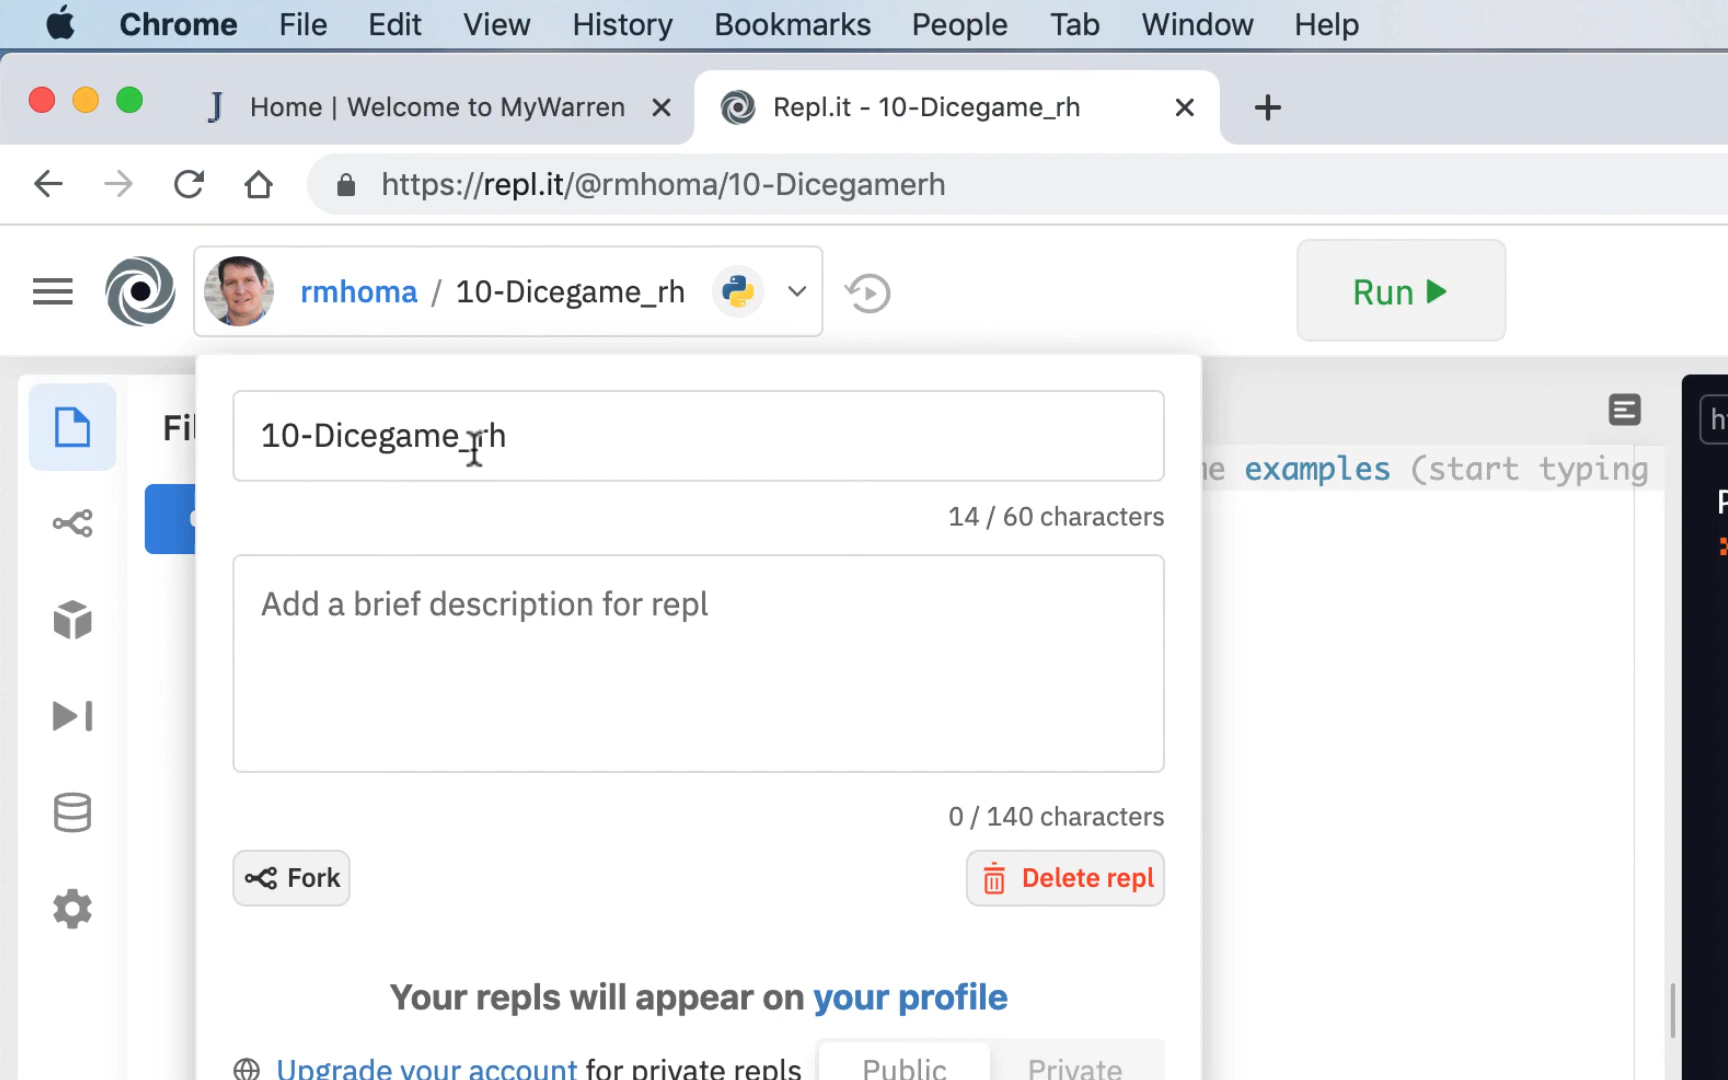 Chrome File Edit View History Bookmarks People Tab Window Help
Home | Welcome to MyWarren
Repl.it - 10-Dicegame_rh
https://repl.it/@rmhoma/10-Dicegamerh
rmhoma / 10-Dicegame_rh
Run
Fil
10-Dicegame_rh
examples (start typing
14 / 60 characters
Add a brief description for repl
0 / 140 characters
Fork
Delete repl
Your repls will appear on your profile
Upgrade your account for private repls
Public
Private